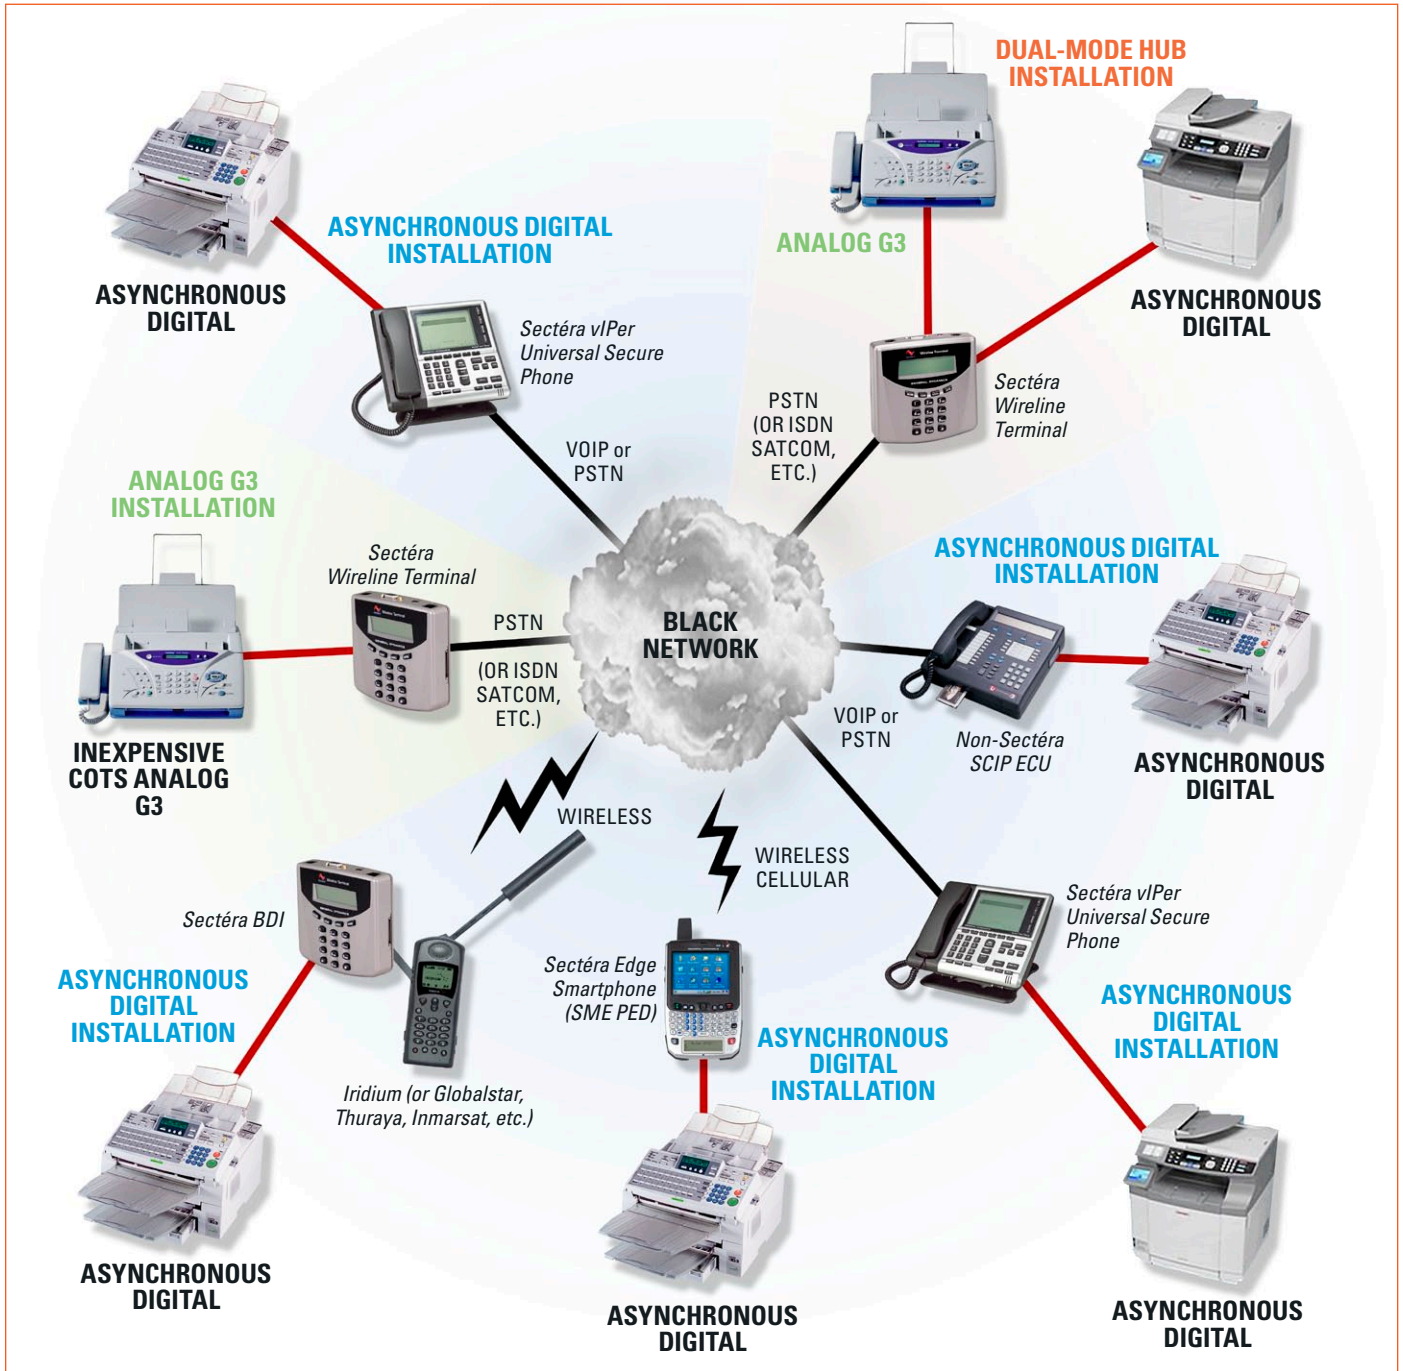 DUAL-MODE HUB
INSTALLATION
ASYNCHRONOUS DIGITAL
INSTALLATION
ANALOG G3
ASYNCHRONOUS
DIGITAL
ASYNCHRONOUS
DIGITAL
Sectéra vIPer
Universal Secure
Phone
Sectéra
Wireline
Terminal
PSTN
(OR ISDN
SATCOM,
ETC.)
VOIP or
PSTN
ANALOG G3
INSTALLATION
Sectéra
Wireline Terminal
ASYNCHRONOUS DIGITAL
INSTALLATION
BLACK
NETWORK
PSTN
(OR ISDN
SATCOM,
ETC.)
VOIP or
PSTN
Non-Sectéra
SCIP ECU
INEXPENSIVE
COTS ANALOG
G3
ASYNCHRONOUS
DIGITAL
WIRELESS
WIRELESS
CELLULAR
Sectéra BDI
Sectéra vIPer
Universal Secure
Phone
Sectéra Edge
Smartphone
(SME PED)
ASYNCHRONOUS
DIGITAL
INSTALLATION
ASYNCHRONOUS
DIGITAL
INSTALLATION
ASYNCHRONOUS
DIGITAL
INSTALLATION
Iridium (or Globalstar,
Thuraya, Inmarsat, etc.)
ASYNCHRONOUS
DIGITAL
ASYNCHRONOUS
DIGITAL
ASYNCHRONOUS
DIGITAL